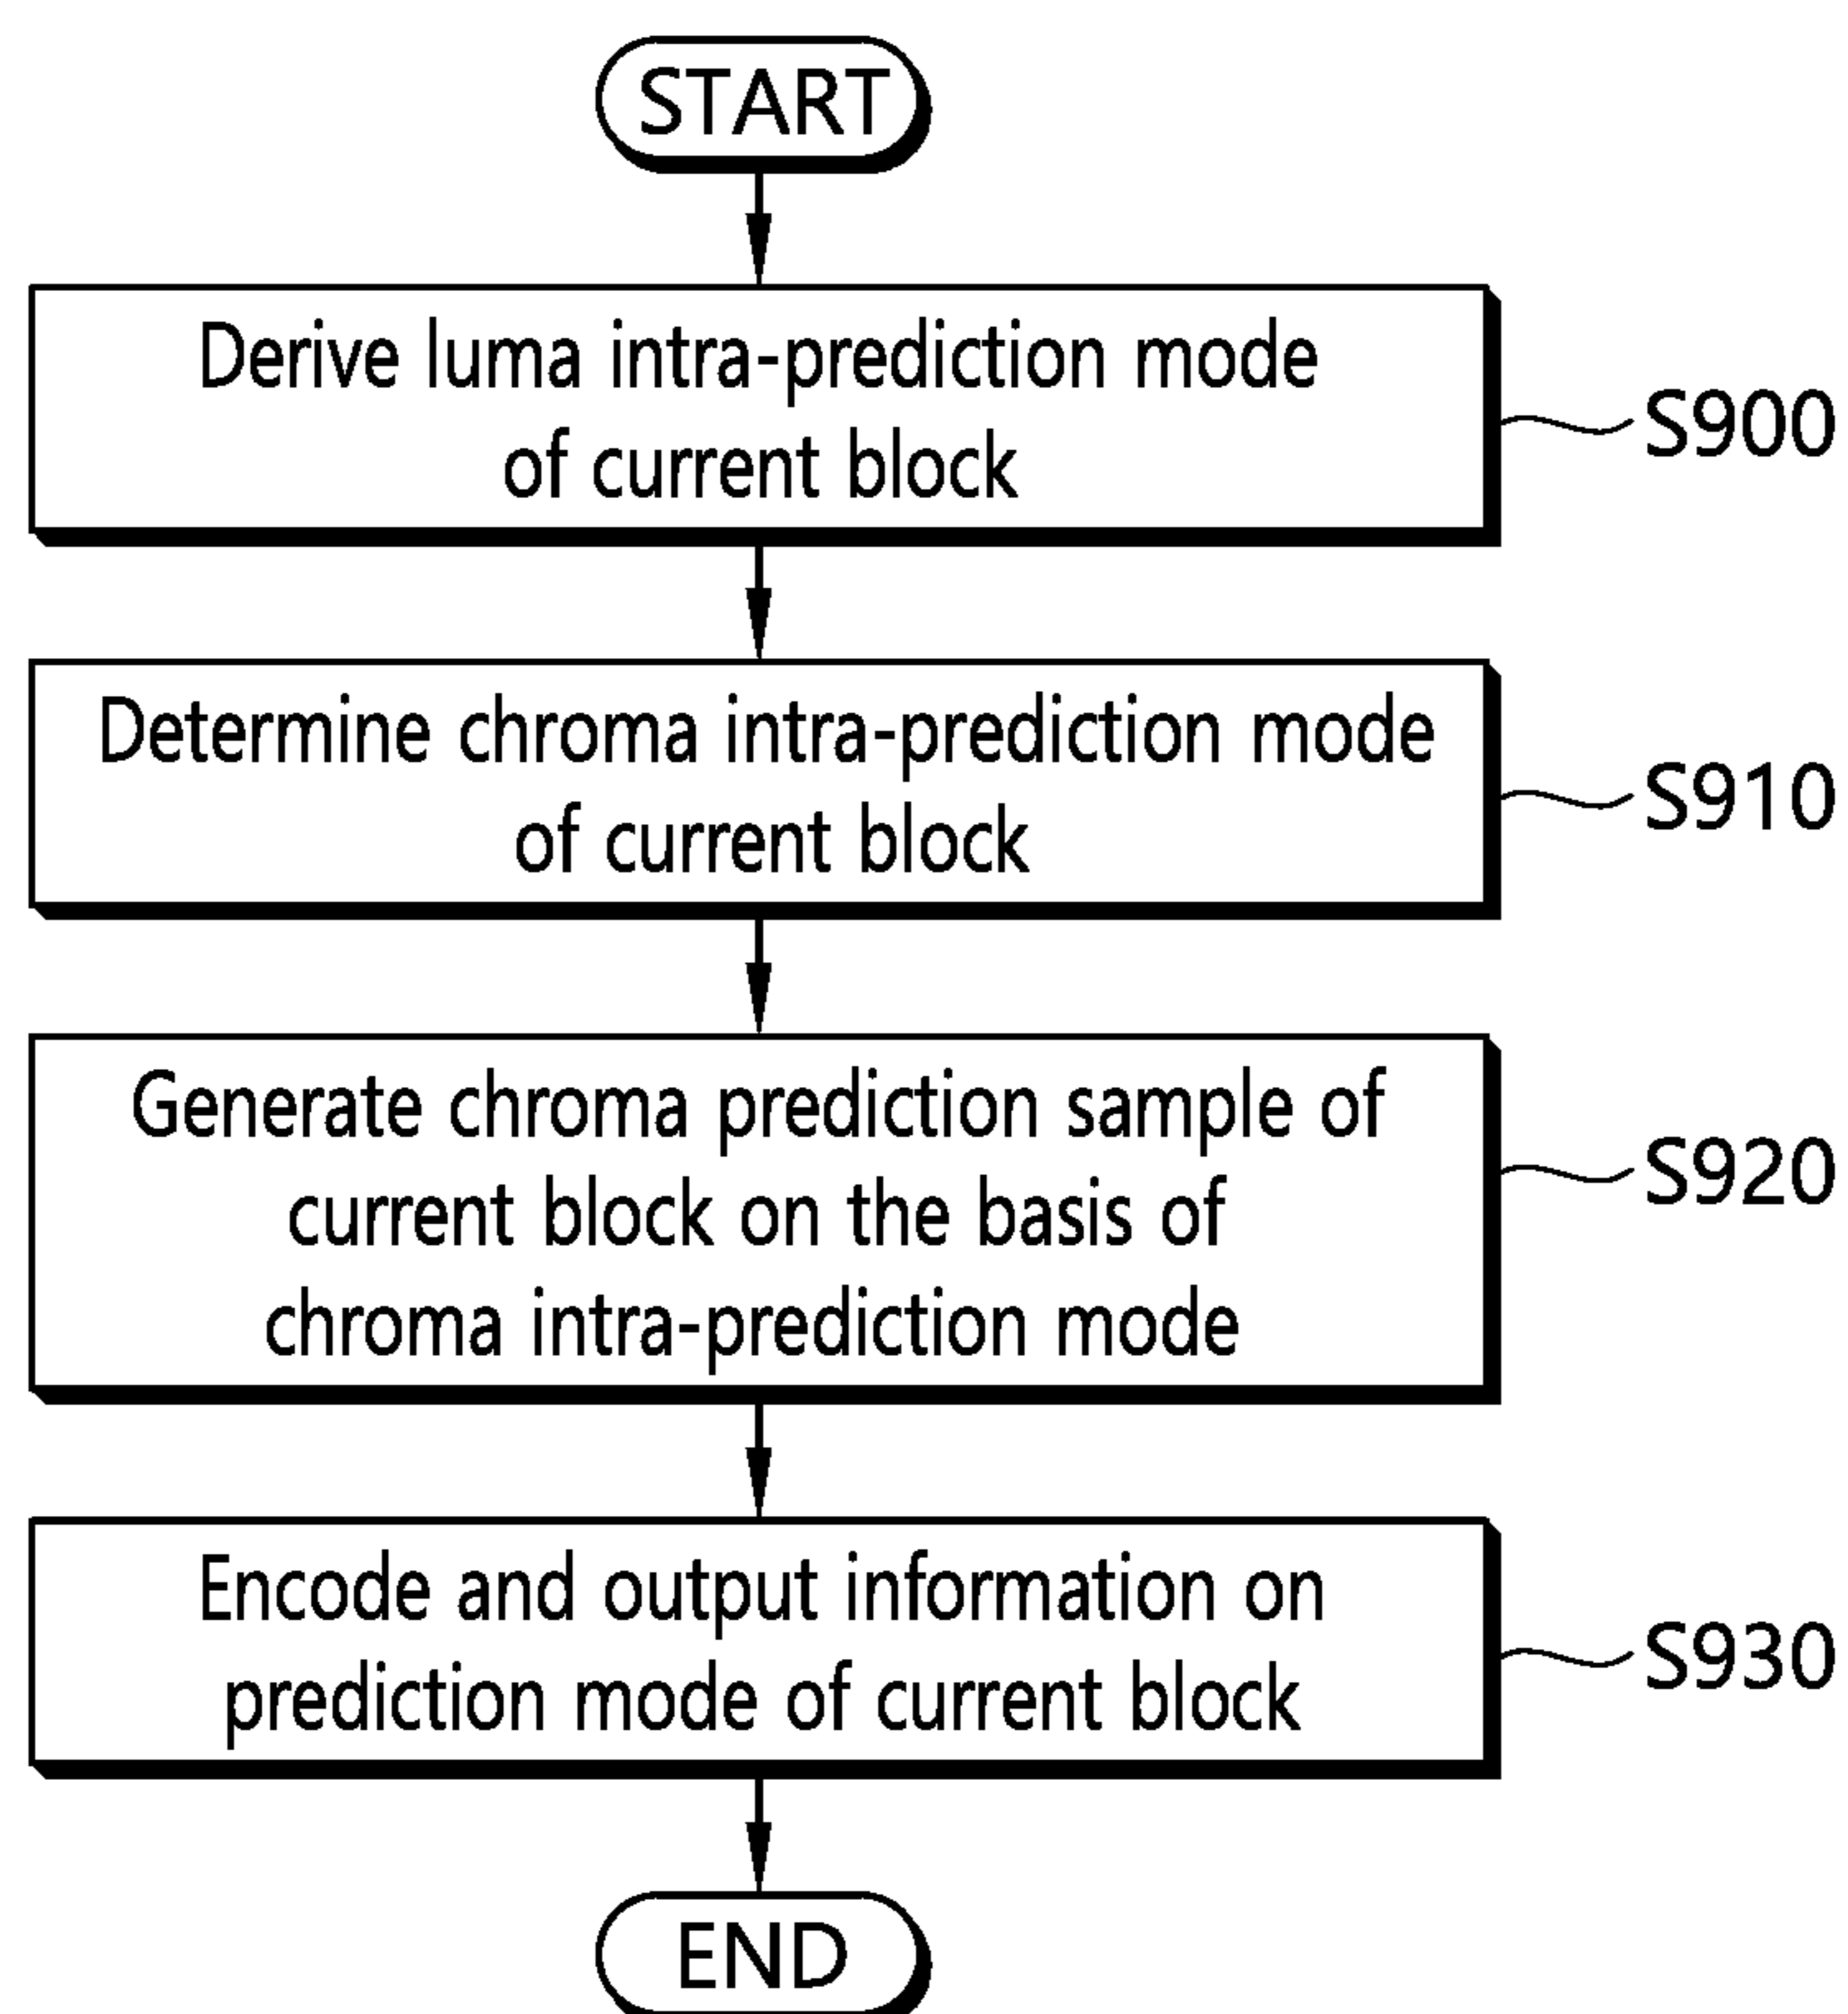 START
Derive luma intra-prediction mode
of current block
S900
Determine chroma intra-prediction mode
of current block
S910
Generate chroma prediction sample of
current block on the basis of
chroma intra-prediction mode
S920
Encode and output information on
prediction mode of current block
S930
END